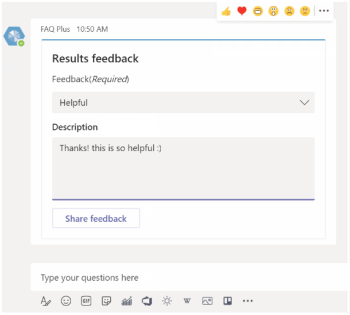 FAQ Plus 10:50 AM
Results feedback
Feedback(Required)
Helpful
Description
Thanks! this is so helpful :)
Share feedback
Type your questions here
GIF
W